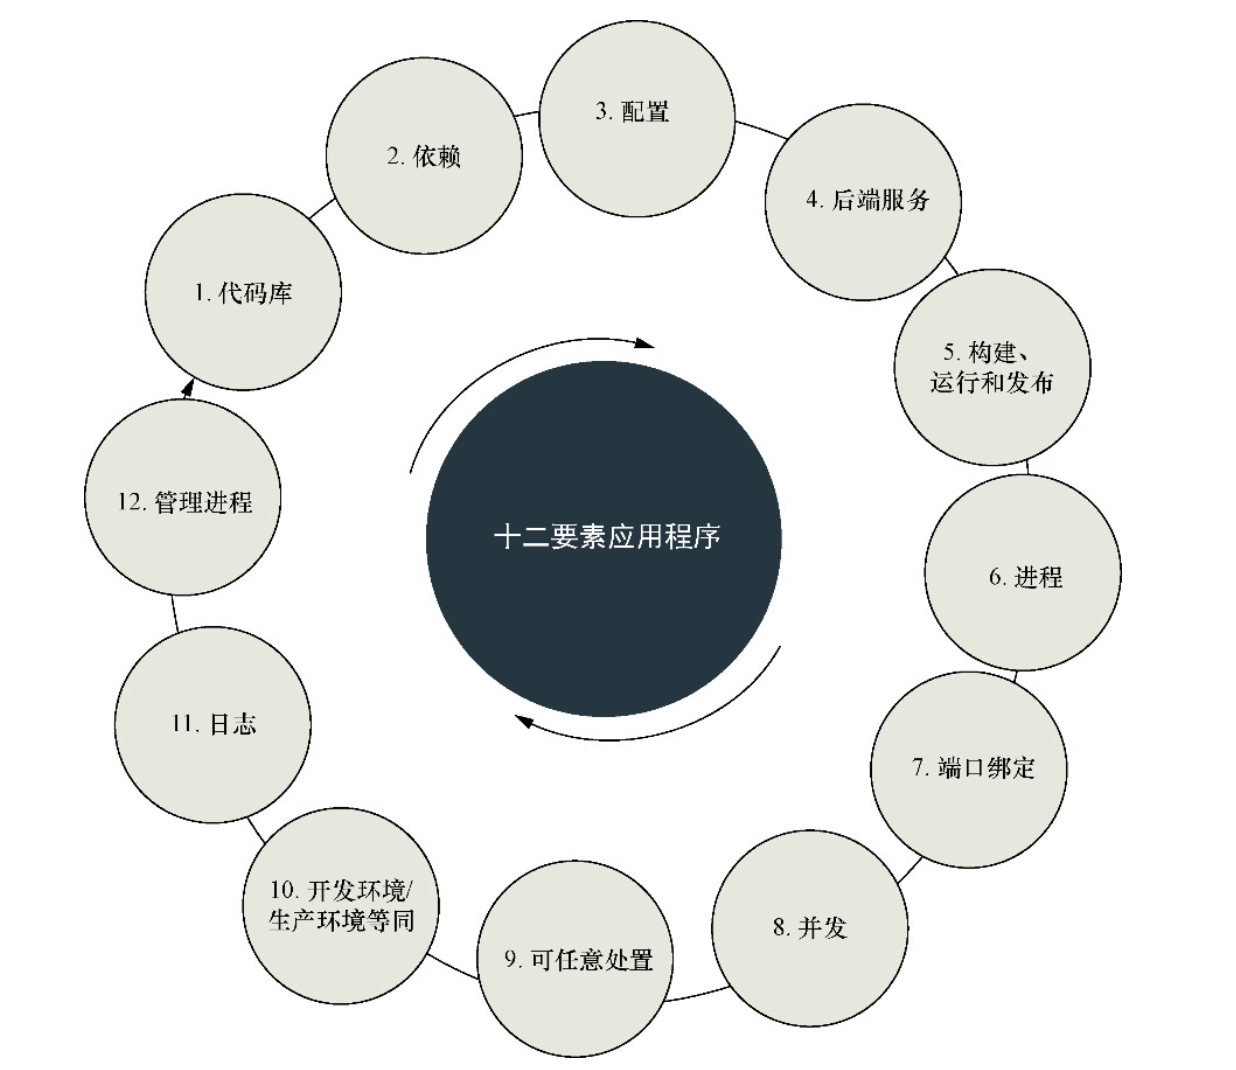 1. 代码库
2. 依赖
3. 配置
4. 后端服务
5. 构建、
运行和发布
6. 进程
7. 端口绑定
8. 并发
9. 可任意处置
10. 开发环境/
生产环境等同
11. 日志
12. 管理进程
十二要素应用程序